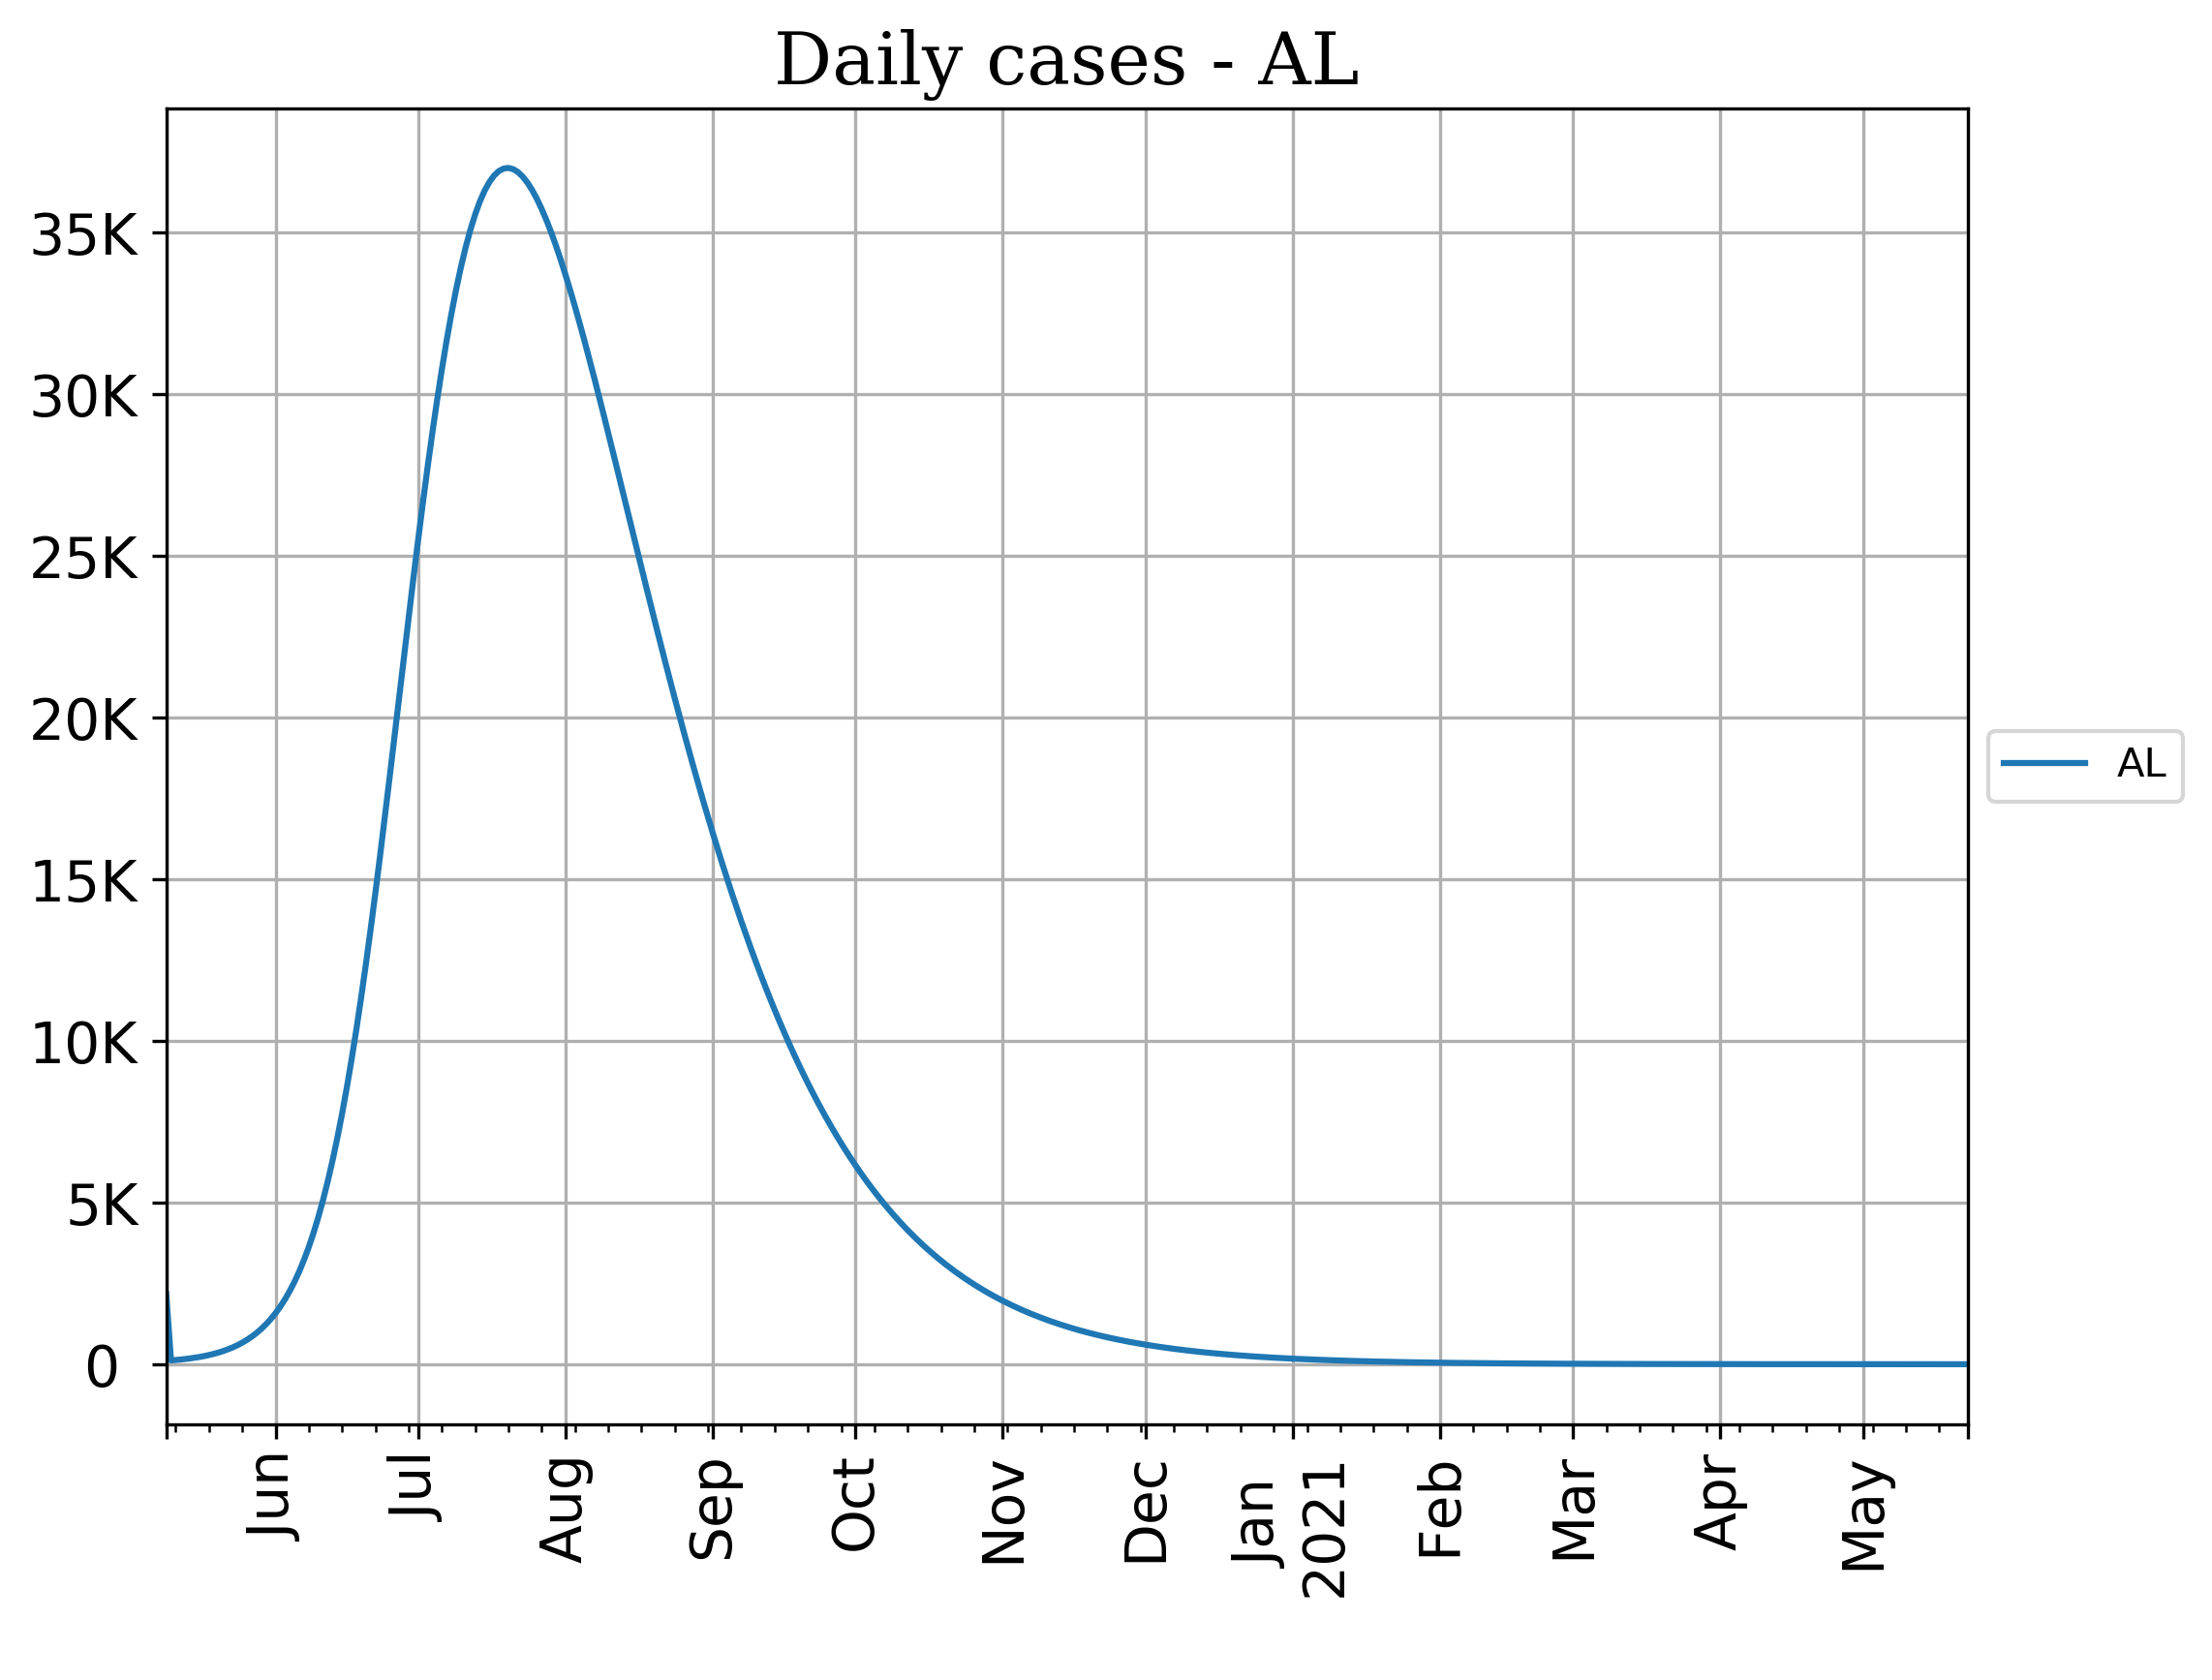 Daily cases - AL
35K
30K
25K
20K
15K
10K
5K
0
AL
Jun
Jul
Aug
Sep
Oct
Nov
Dec
Jan
2021
Feb
Mar
Apr
May